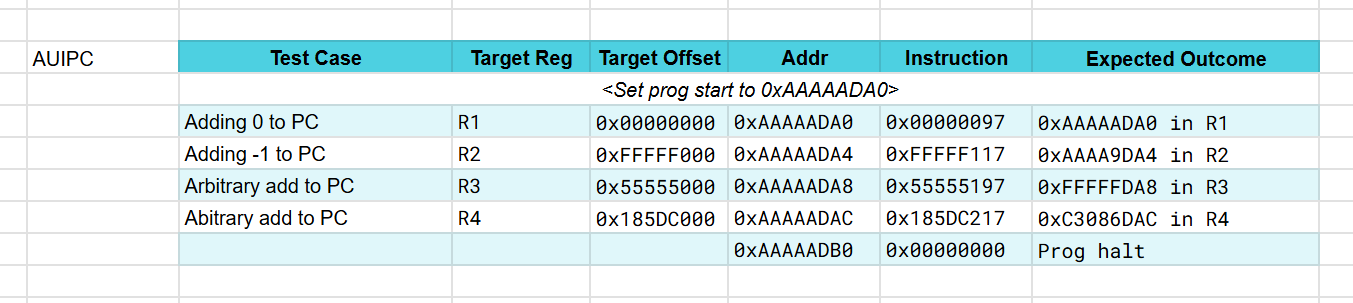 AUIPC Test Case Target Reg Target Offset Addr Instruction Expected Outcome
<Set prog start to 0xAAAAADA0>
Adding 0 to PC R1 0x00000000 0xAAAAADA0 0x00000097 0xAAAAADA0 in R1
Adding -1 to PC R2 0xFFFFF000 0xAAAAADA4 0xFFFFF117 0xAAAA9DA4 in R2
Arbitrary add to PC R3 0x55555000 0xAAAAADA8 0x55555197 0xFFFFFDA8 in R3
Abitrary add to PC R4 0x185DC000 0xAAAAADAC 0x185DC217 0xC3086DAC in R4
0xAAAAADB0 0x00000000 Prog halt